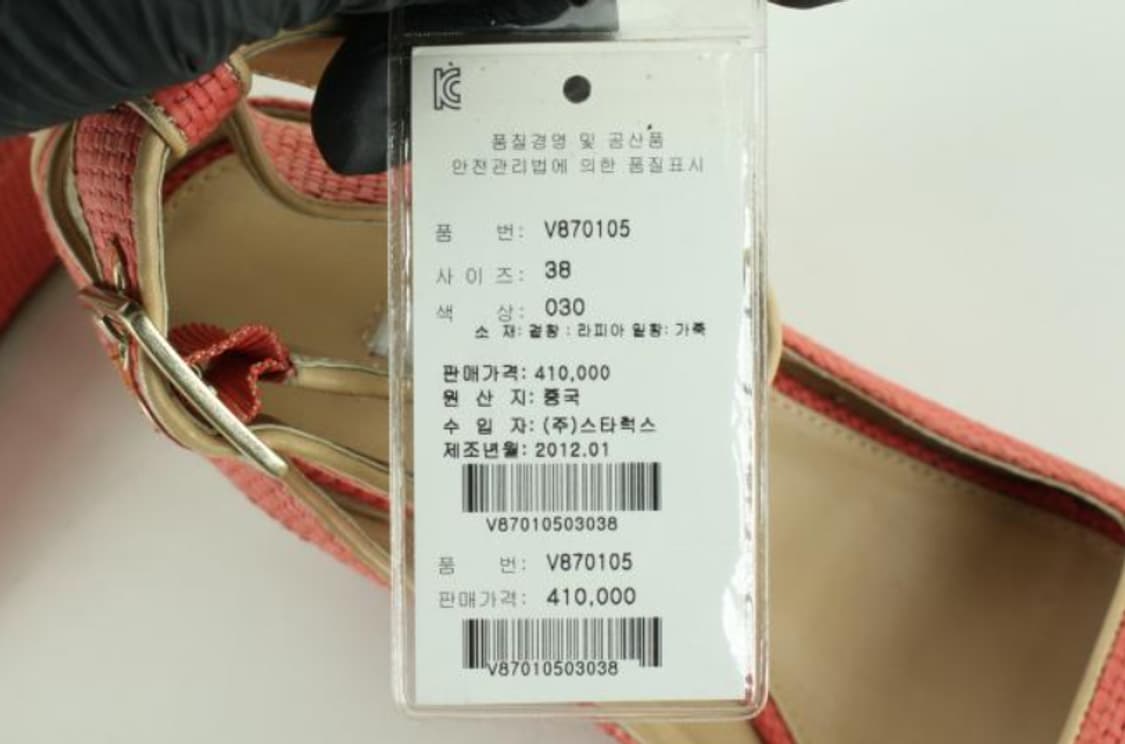 품질경영 및 공산품
안전관리법에 의한 품질표시
품 번: V870105
사 이 즈: 38
색 상: 030
소 재: 겉창 : 라피아 밑창: 가죽
판매가격: 410,000
원 산 지: 중국
수 입 자: (주)스타럭스
제조년월: 2012.01
V87010503038
품 번: V870105
판매가격: 410,000
V87010503038